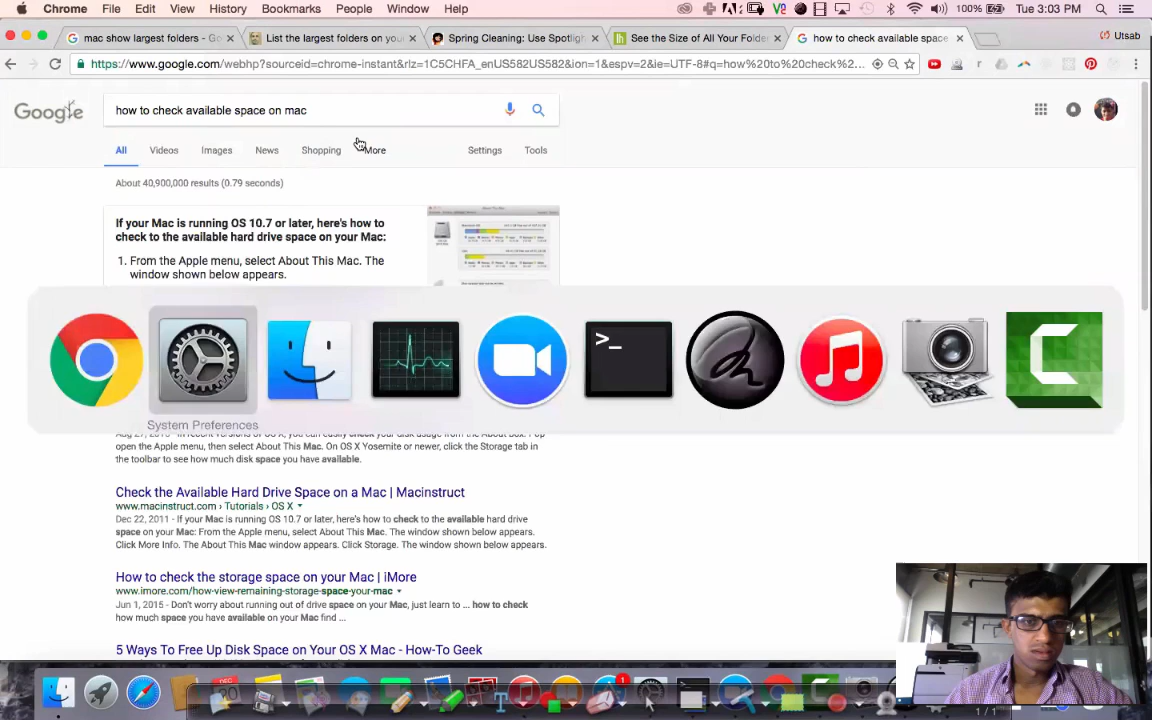 Chrome File Edit View History Bookmarks People Window Help 100% Tue 3:03 PM
mac show largest folders - Go
List the largest folders on your
Spring Cleaning: Use Spotligh
See the Size of All Your Folder
how to check available space
Utsab
https://www.google.com/webhp?sourceid=chrome-instant&rlz=1C5CHFA_enUS582US582&ion=1&espv=2&ie=UTF-8#q=how%20to%20check%2...
Google
how to check available space on mac
All Videos Images News Shopping More Settings Tools
About 40,900,000 results (0.79 seconds)
If your Mac is running OS 10.7 or later, here's how to
check to the available hard drive space on your Mac:
1. From the Apple menu, select About This Mac. The
window shown below appears.
System Preferences
open the Apple menu, then select About This Mac. On OS X Yosemite or newer, click the Storage tab in
the toolbar to see how much disk space you have available.
Check the Available Hard Drive Space on a Mac | Macinstruct
www.macinstruct.com › Tutorials › OS X
Dec 22, 2011 - If your Mac is running OS 10.7 or later, here's how to check to the available hard drive
space on your Mac: From the Apple menu, select About This Mac. The window shown below appears.
Click More Info. The About This Mac window appears. Click Storage. The window shown below appears.
How to check the storage space on your Mac | iMore
www.imore.com/how-view-remaining-storage-space-your-mac
Jun 1, 2015 - Don't worry about running out of drive space on your Mac, just learn to ... how to check
how much space you have available on your Mac find ...
5 Ways To Free Up Disk Space on Your OS X Mac - How-To Geek